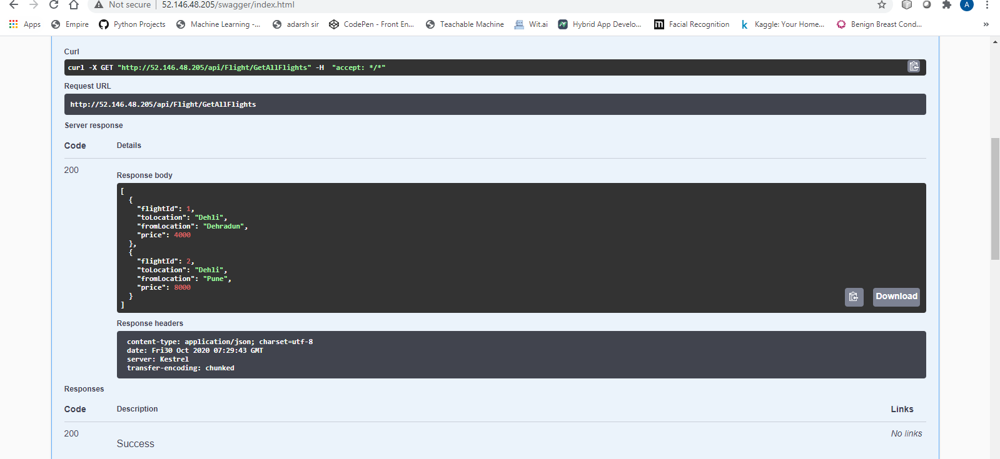 Not secure | 52.146.48.205/swagger/index.html
A
Apps Empire Python Projects Machine Learning -... adarsh sir CodePen - Front En... Teachable Machine Wit.ai Hybrid App Develo... Facial Recognition Kaggle: Your Home... Benign Breast Cond... »
Curl
curl -X GET "http://52.146.48.205/api/Flight/GetAllFlights" -H  "accept: */*"
Request URL
http://52.146.48.205/api/Flight/GetAllFlights
Server response
Code Details
200
Response body
[
  {
    "flightId": 1,
    "toLocation": "Dehli",
    "fromLocation": "Dehradun",
    "price": 4000
  },
  {
    "flightId": 2,
    "toLocation": "Dehli",
    "fromLocation": "Pune",
    "price": 8000
  }
]
Download
Response headers
content-type: application/json; charset=utf-8
date: Fri30 Oct 2020 07:29:43 GMT
server: Kestrel
transfer-encoding: chunked
Responses
Code Description Links
200 No links
Success